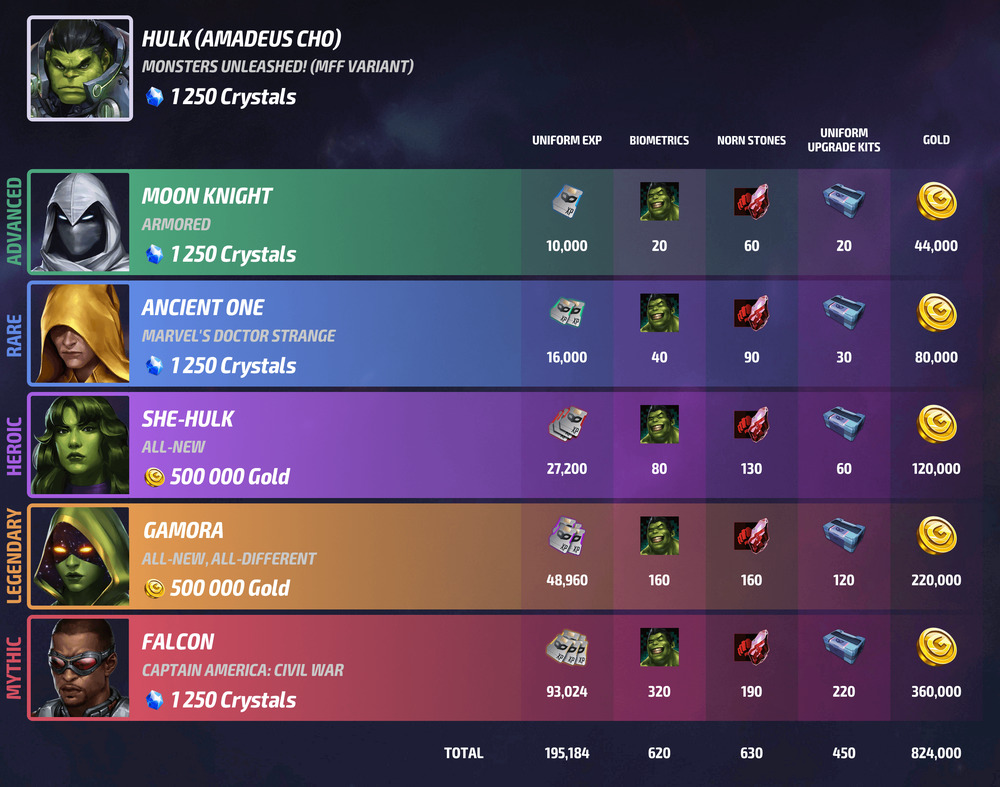 HULK (AMADEUS CHO)
MONSTERS UNLEASHED! (MFF VARIANT)
1 250 Crystals
UNIFORM EXP BIOMETRICS NORN STONES UNIFORM UPGRADE KITS GOLD
ADVANCED
MOON KNIGHT
ARMORED
1 250 Crystals
10,000 20 60 20 44,000
RARE
ANCIENT ONE
MARVEL'S DOCTOR STRANGE
1 250 Crystals
16,000 40 90 30 80,000
HEROIC
SHE-HULK
ALL-NEW
500 000 Gold
27,200 80 130 60 120,000
LEGENDARY
GAMORA
ALL-NEW, ALL-DIFFERENT
500 000 Gold
48,960 160 160 120 220,000
MYTHIC
FALCON
CAPTAIN AMERICA: CIVIL WAR
1 250 Crystals
93,024 320 190 220 360,000
TOTAL 195,184 620 630 450 824,000